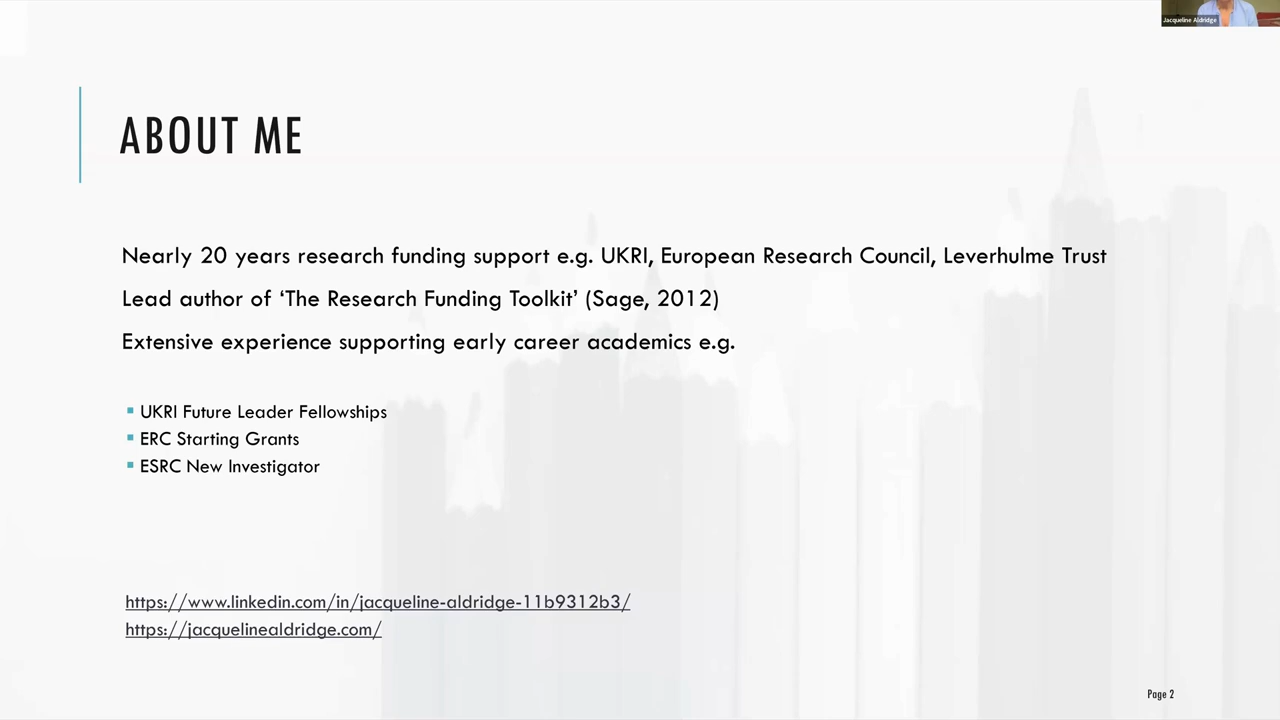 Jacqueline Aldridge
ABOUT ME
Nearly 20 years research funding support e.g. UKRI, European Research Council, Leverhulme Trust
Lead author of ‘The Research Funding Toolkit’ (Sage, 2012)
Extensive experience supporting early career academics e.g.
▪ UKRI Future Leader Fellowships
▪ ERC Starting Grants
▪ ESRC New Investigator
https://www.linkedin.com/in/jacqueline-aldridge-11b9312b3/
https://jacquelinealdridge.com/
Page 2